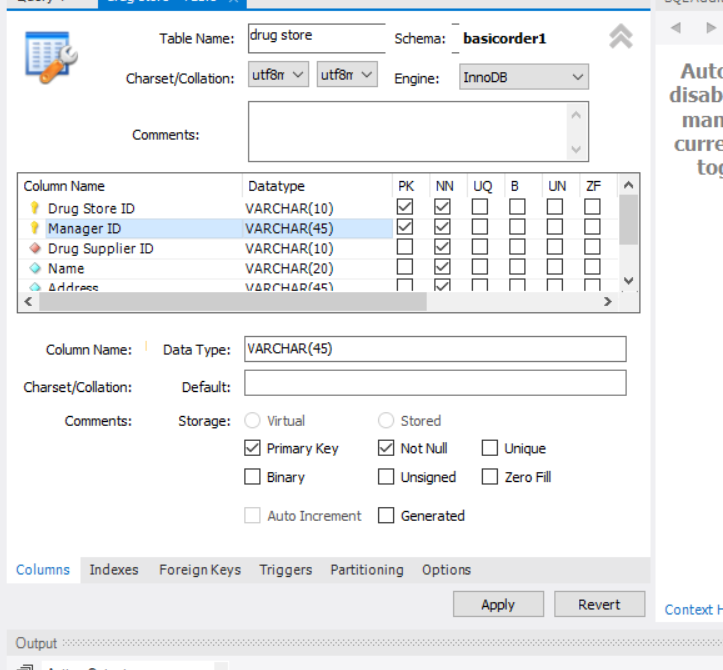 Table Name: drug store Schema: basicorder1
Charset/Collation: utf8m utf8m Engine: InnoDB
Comments:
Column Name Datatype PK NN UQ B UN ZF
Drug Store ID VARCHAR(10)
Manager ID VARCHAR(45)
Drug Supplier ID VARCHAR(10)
Name VARCHAR(20)
Address VARCHAR(45)
Column Name: Data Type: VARCHAR(45)
Charset/Collation: Default:
Comments: Storage: Virtual Stored
Primary Key Not Null Unique
Binary Unsigned Zero Fill
Auto Increment Generated
Columns Indexes Foreign Keys Triggers Partitioning Options
Apply Revert
Output
Auto
disab
man
curre
tog
Context H